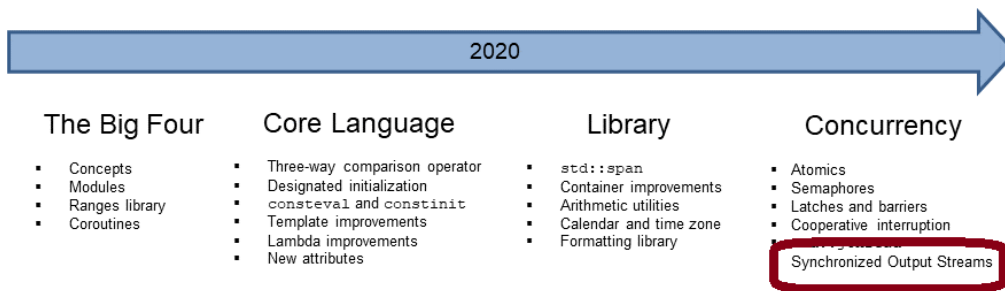 2020
The Big Four
Concepts
Modules
Ranges library
Coroutines
Core Language
Three-way comparison operator
Designated initialization
consteval and constinit
Template improvements
Lambda improvements
New attributes
Library
std::span
Container improvements
Arithmetic utilities
Calendar and time zone
Formatting library
Concurrency
Atomics
Semaphores
Latches and barriers
Cooperative interruption
Synchronized Output Streams